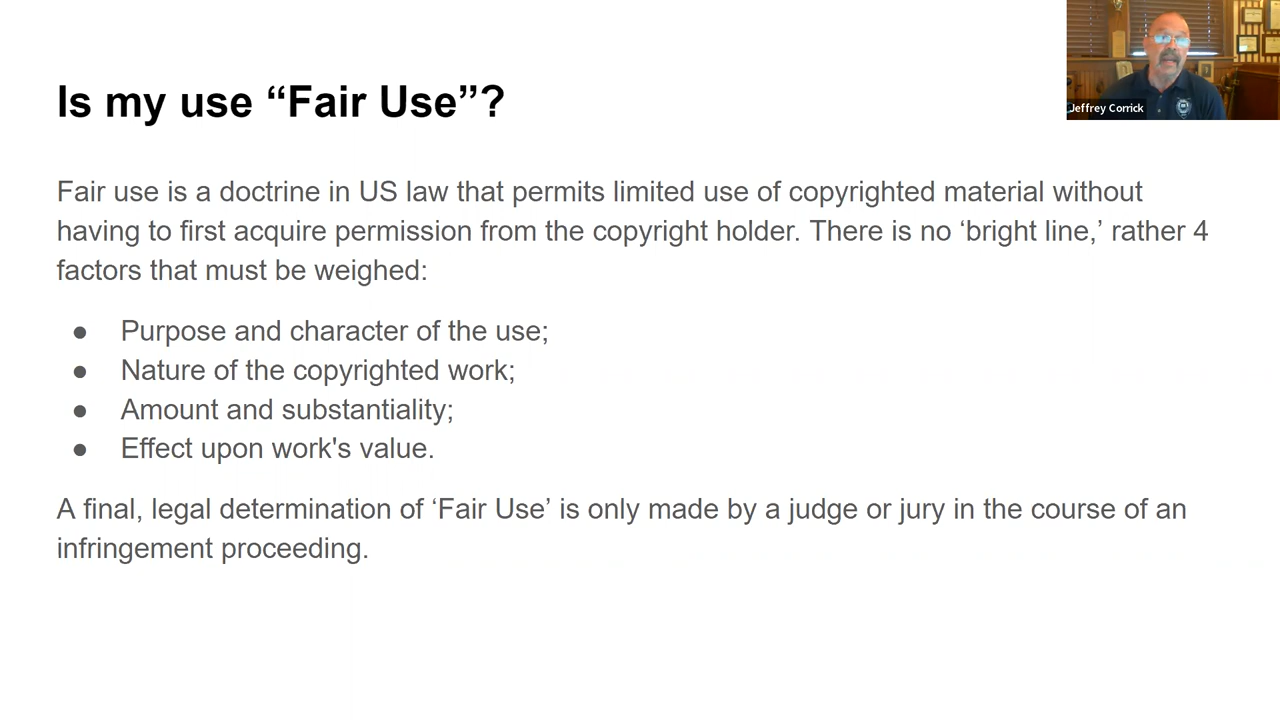 Is my use “Fair Use”?
Jeffrey Corrick
Fair use is a doctrine in US law that permits limited use of copyrighted material without
having to first acquire permission from the copyright holder. There is no ‘bright line,’ rather 4
factors that must be weighed:
● Purpose and character of the use;
● Nature of the copyrighted work;
● Amount and substantiality;
● Effect upon work's value.
A final, legal determination of ‘Fair Use’ is only made by a judge or jury in the course of an
infringement proceeding.